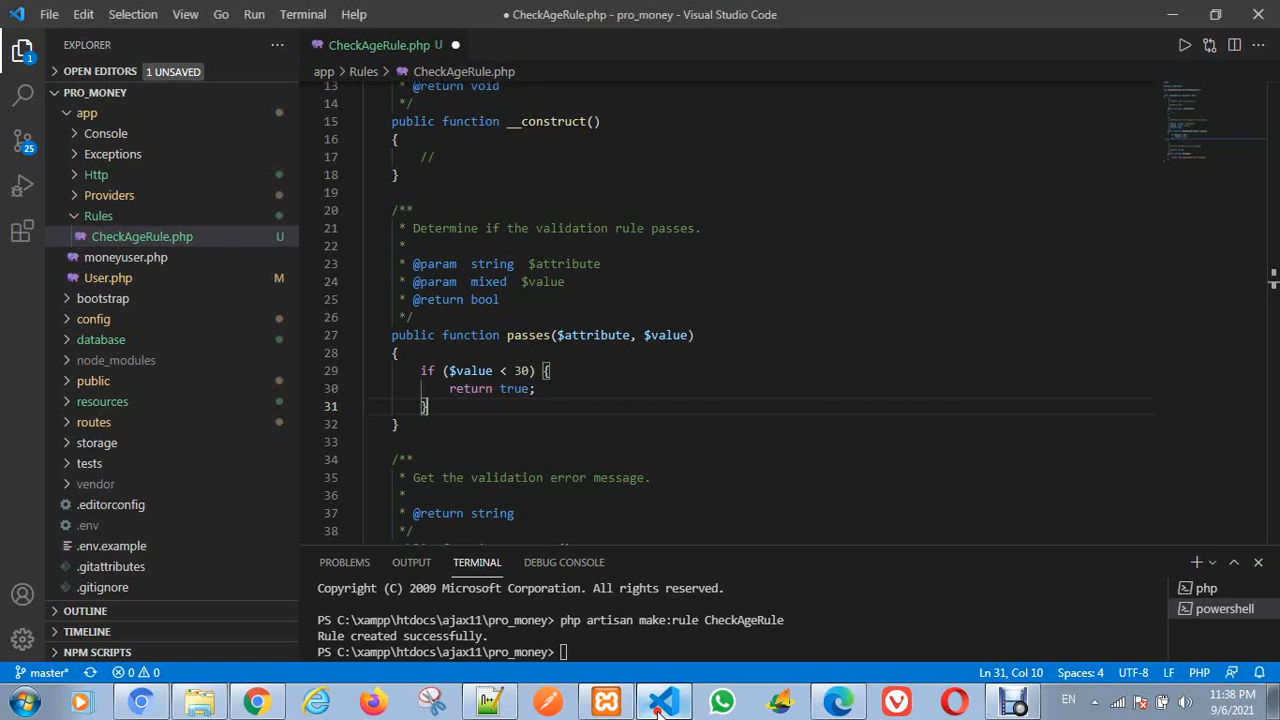 File Edit Selection View Go Run Terminal Help
● CheckAgeRule.php - pro_money - Visual Studio Code
EXPLORER
OPEN EDITORS 1 UNSAVED
PRO_MONEY
app
Console
Exceptions
Http
Providers
Rules
CheckAgeRule.php U
moneyuser.php
User.php M
bootstrap
config
database
node_modules
public
resources
routes
storage
tests
vendor
.editorconfig
.env
.env.example
.gitattributes
.gitignore
OUTLINE
TIMELINE
NPM SCRIPTS
1
25
CheckAgeRule.php U ●
app > Rules > CheckAgeRule.php
13 * @return void
14 */
15 public function __construct()
16 {
17 //
18 }
19
20 /**
21 * Determine if the validation rule passes.
22 *
23 * @param string $attribute
24 * @param mixed $value
25 * @return bool
26 */
27 public function passes($attribute, $value)
28 {
29 if ($value < 30) {
30 return true;
31 }
32 }
33
34 /**
35 * Get the validation error message.
36 *
37 * @return string
38 */
PROBLEMS OUTPUT TERMINAL DEBUG CONSOLE
Copyright (C) 2009 Microsoft Corporation. All rights reserved.
PS C:\xampp\htdocs\ajax11\pro_money> php artisan make:rule CheckAgeRule
Rule created successfully.
PS C:\xampp\htdocs\ajax11\pro_money>
php
powershell
master* 0 0 Ln 31, Col 10 Spaces: 4 UTF-8 LF PHP
EN
11:38 PM
9/6/2021